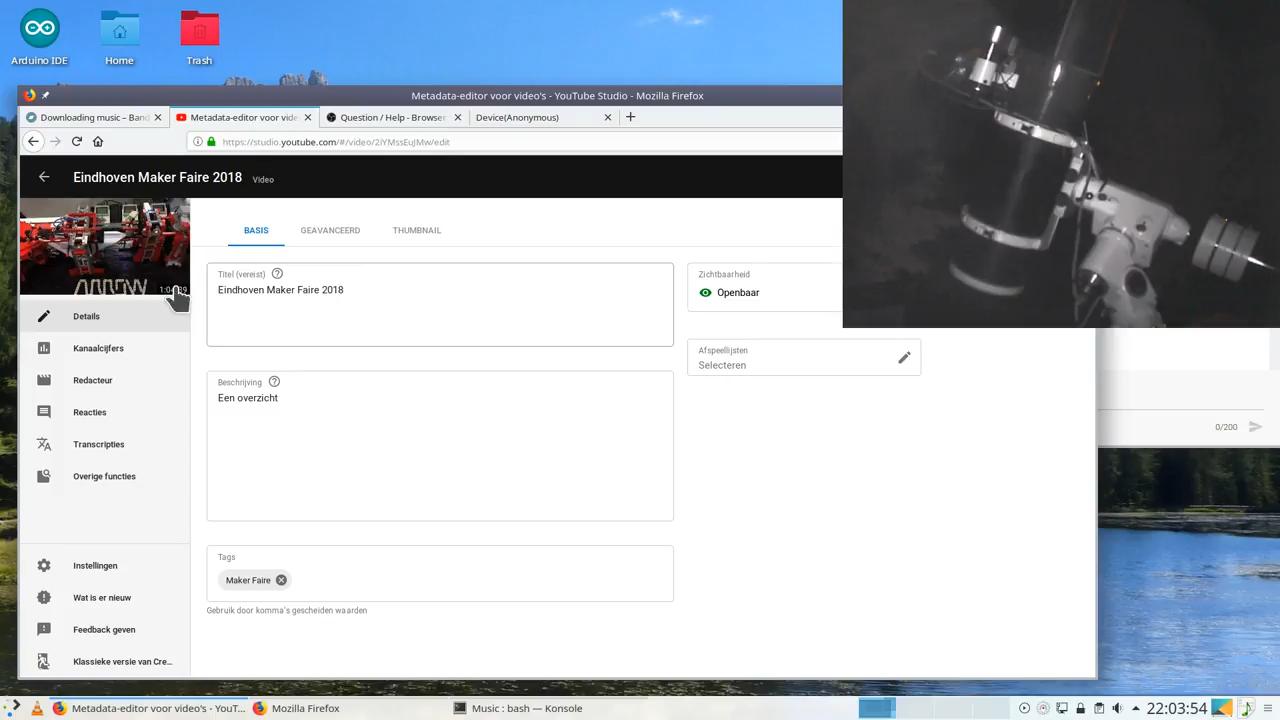 Arduino IDE
Home
Trash
Metadata-editor voor video's - YouTube Studio - Mozilla Firefox
Downloading music – Band
Metadata-editor voor vide
Question / Help - Browser
Device(Anonymous)
https://studio.youtube.com/#/video/2iYMssEuJMw/edit
Eindhoven Maker Faire 2018
Video
BASIS
GEAVANCEERD
THUMBNAIL
Titel (vereist)
Eindhoven Maker Faire 2018
Zichtbaarheid
Openbaar
Details
Kanaalcijfers
Redacteur
Reacties
Transcripties
Overige functies
Afspeellijsten
Selecteren
Beschrijving
Een overzicht
0/200
Tags
Maker Faire
Gebruik door komma's gescheiden waarden
Instellingen
Wat is er nieuw
Feedback geven
Klassieke versie van Cre...
Metadata-editor voor video's - YouT...
Mozilla Firefox
Music : bash — Konsole
22:03:54